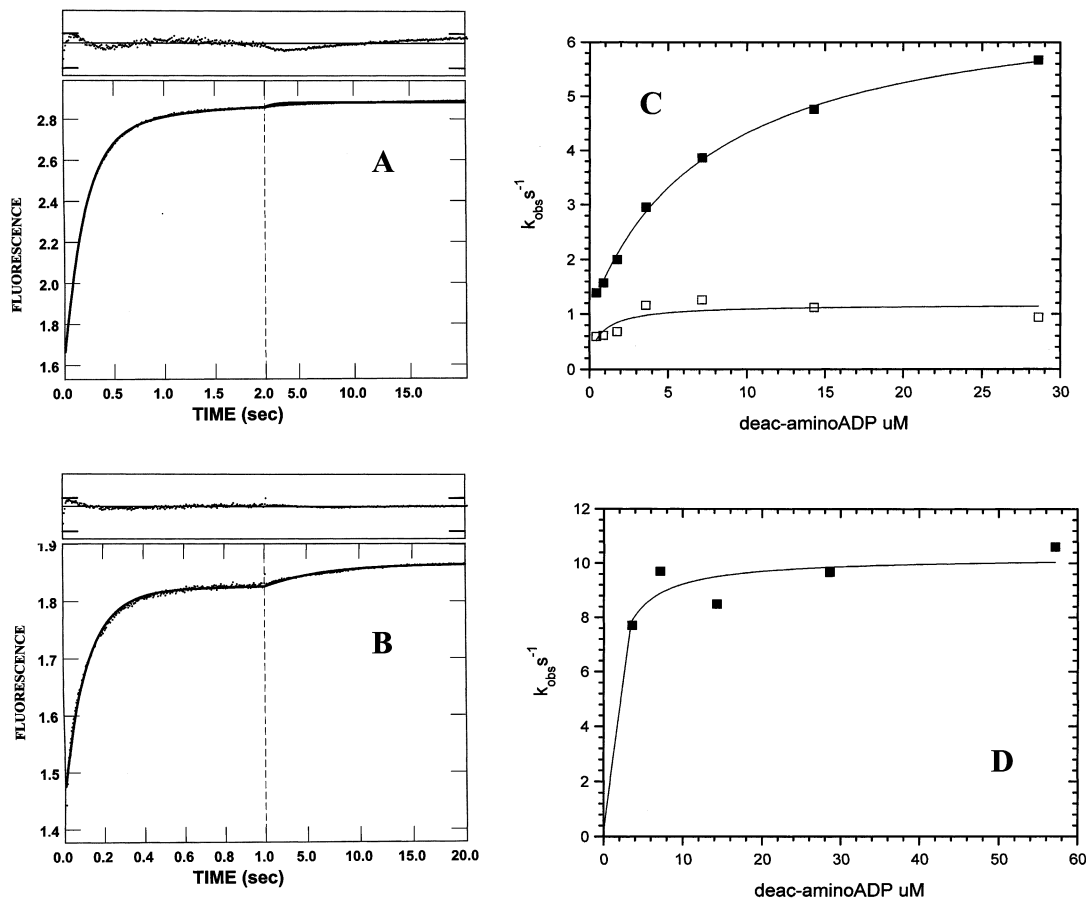 2.8
2.6
2.4
2.2
2.0
1.8
1.6
FLUORESCENCE
A
0.0 0.5 1.0 1.5 2.0 5.0 10.0 15.0
TIME (sec)
6
5
4
3
2
1
0
k_obs s⁻¹
C
0 5 10 15 20 25 30
deac-aminoADP uM
1.9
1.8
1.7
1.6
1.5
1.4
FLUORESCENCE
B
0.0 0.2 0.4 0.6 0.8 1.0 5.0 10.0 15.0 20.0
TIME (sec)
12
10
8
6
4
2
0
k_obs s⁻¹
D
0 10 20 30 40 50 60
deac-aminoADP uM